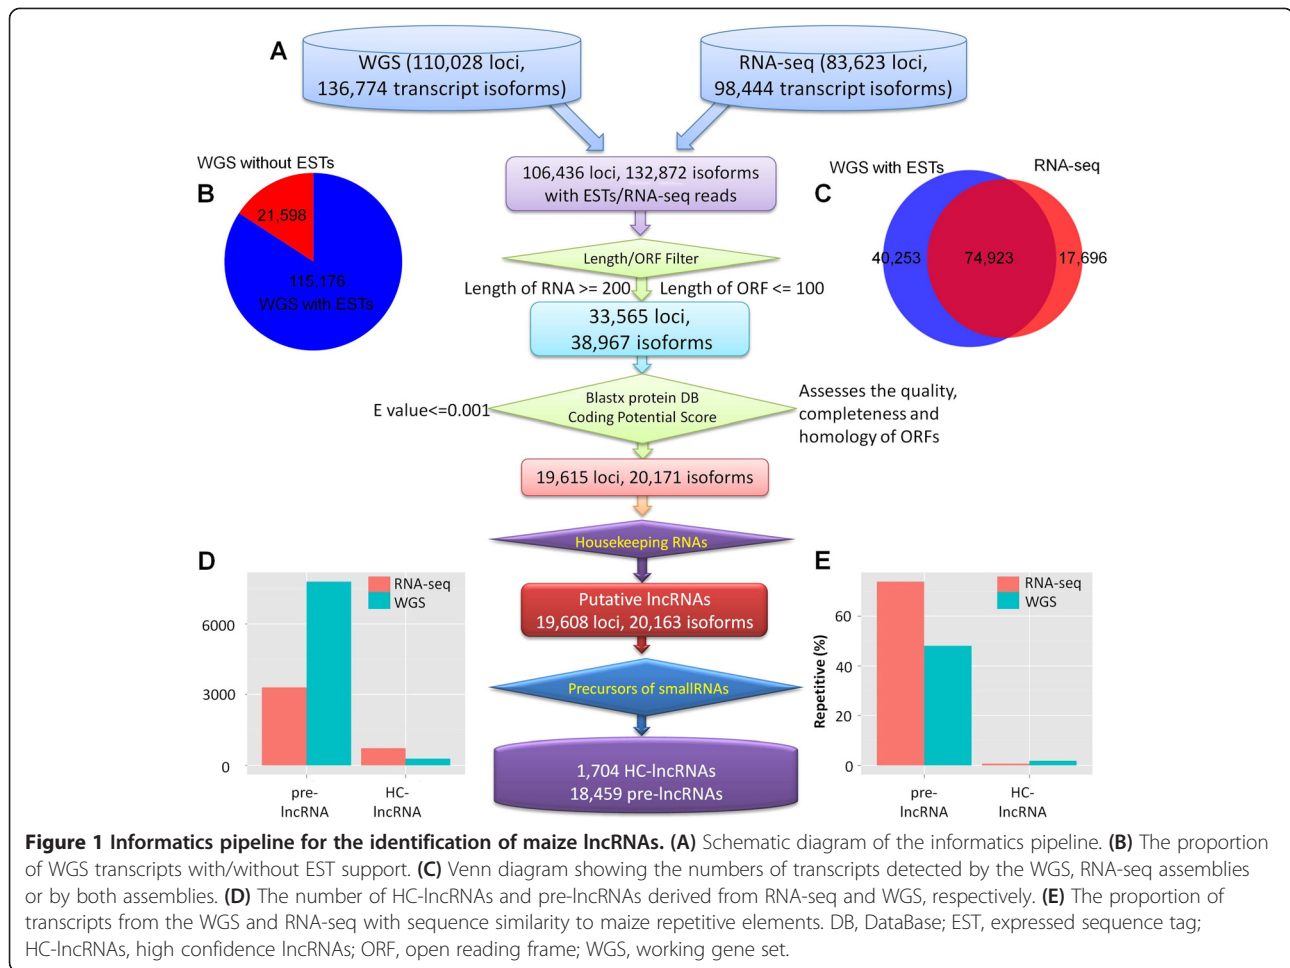 A
WGS (110,028 loci,
136,774 transcript isoforms)
RNA-seq (83,623 loci,
98,444 transcript isoforms)
106,436 loci, 132,872 isoforms
with ESTs/RNA-seq reads
Length/ORF Filter
Length of RNA >= 200
Length of ORF <= 100
33,565 loci,
38,967 isoforms
Blastx protein DB
Coding Potential Score
E value<=0.001
Assesses the quality,
completeness and
homology of ORFs
19,615 loci, 20,171 isoforms
Housekeeping RNAs
Putative lncRNAs
19,608 loci, 20,163 isoforms
Precursors of smallRNAs
1,704 HC-lncRNAs
18,459 pre-lncRNAs
B
WGS without ESTs
21,598
115,176
WGS with ESTs
C
WGS with ESTs
RNA-seq
40,253
74,923
17,696
D
RNA-seq
WGS
6000
3000
0
pre-
lncRNA
HC-
lncRNA
E
RNA-seq
WGS
Repetitive (%)
60
40
20
0
pre-
lncRNA
HC-
lncRNA
Figure 1 Informatics pipeline for the identification of maize lncRNAs. (A) Schematic diagram of the informatics pipeline. (B) The proportion
of WGS transcripts with/without EST support. (C) Venn diagram showing the numbers of transcripts detected by the WGS, RNA-seq assemblies
or by both assemblies. (D) The number of HC-lncRNAs and pre-lncRNAs derived from RNA-seq and WGS, respectively. (E) The proportion of
transcripts from the WGS and RNA-seq with sequence similarity to maize repetitive elements. DB, DataBase; EST, expressed sequence tag;
HC-lncRNAs, high confidence lncRNAs; ORF, open reading frame; WGS, working gene set.